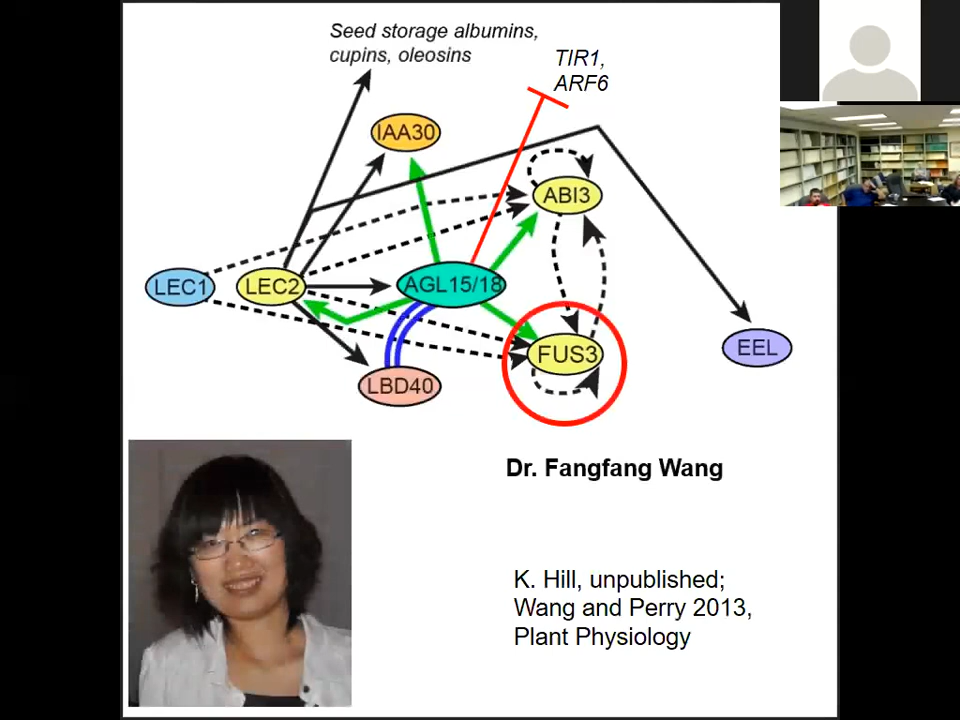 Seed storage albumins,
cupins, oleosins
TIR1,
ARF6
IAA30
ABI3
LEC1
LEC2
AGL15/18
FUS3
EEL
LBD40
Dr. Fangfang Wang
K. Hill, unpublished;
Wang and Perry 2013,
Plant Physiology